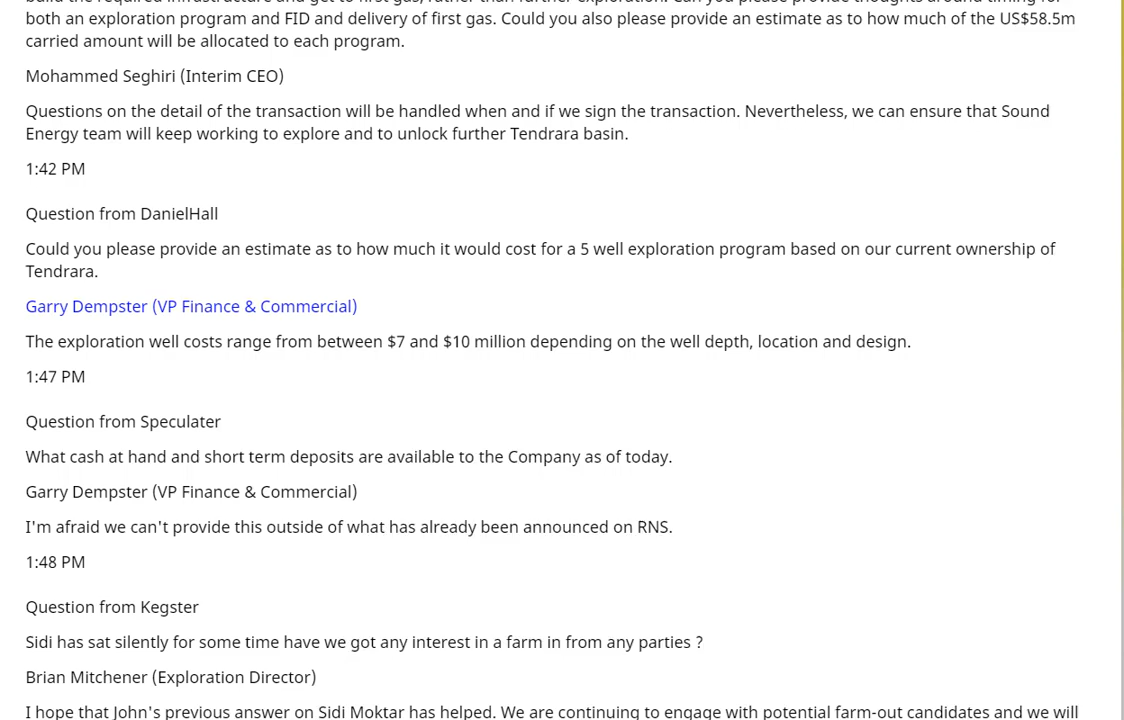 both an exploration program and FID and delivery of first gas. Could you also please provide an estimate as to how much of the US$58.5m
carried amount will be allocated to each program.
Mohammed Seghiri (Interim CEO)
Questions on the detail of the transaction will be handled when and if we sign the transaction. Nevertheless, we can ensure that Sound
Energy team will keep working to explore and to unlock further Tendrara basin.
1:42 PM
Question from DanielHall
Could you please provide an estimate as to how much it would cost for a 5 well exploration program based on our current ownership of
Tendrara.
Garry Dempster (VP Finance & Commercial)
The exploration well costs range from between $7 and $10 million depending on the well depth, location and design.
1:47 PM
Question from Speculater
What cash at hand and short term deposits are available to the Company as of today.
Garry Dempster (VP Finance & Commercial)
I'm afraid we can't provide this outside of what has already been announced on RNS.
1:48 PM
Question from Kegster
Sidi has sat silently for some time have we got any interest in a farm in from any parties ?
Brian Mitchener (Exploration Director)
I hope that John's previous answer on Sidi Moktar has helped. We are continuing to engage with potential farm-out candidates and we will